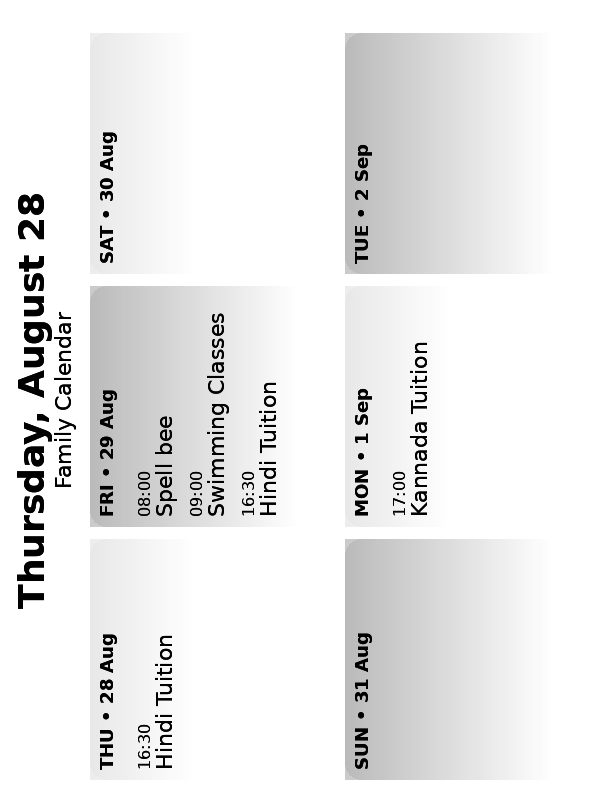 Thursday, August 28
Family Calendar
THU • 28 Aug
16:30
Hindi Tuition
FRI • 29 Aug
08:00
Spell bee
09:00
Swimming Classes
16:30
Hindi Tuition
SAT • 30 Aug
SUN • 31 Aug
MON • 1 Sep
17:00
Kannada Tuition
TUE • 2 Sep